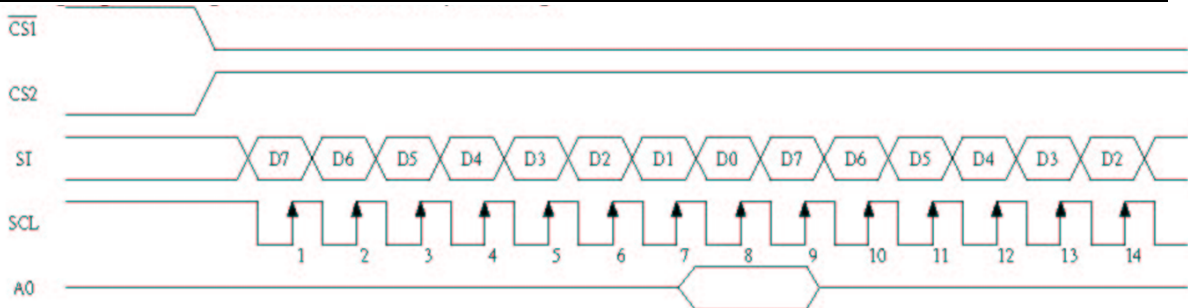 CS1
CS2
SI D7 D6 D5 D4 D3 D2 D1 D0 D7 D6 D5 D4 D3 D2
SCL
1 2 3 4 5 6 7 8 9 10 11 12 13 14
A0